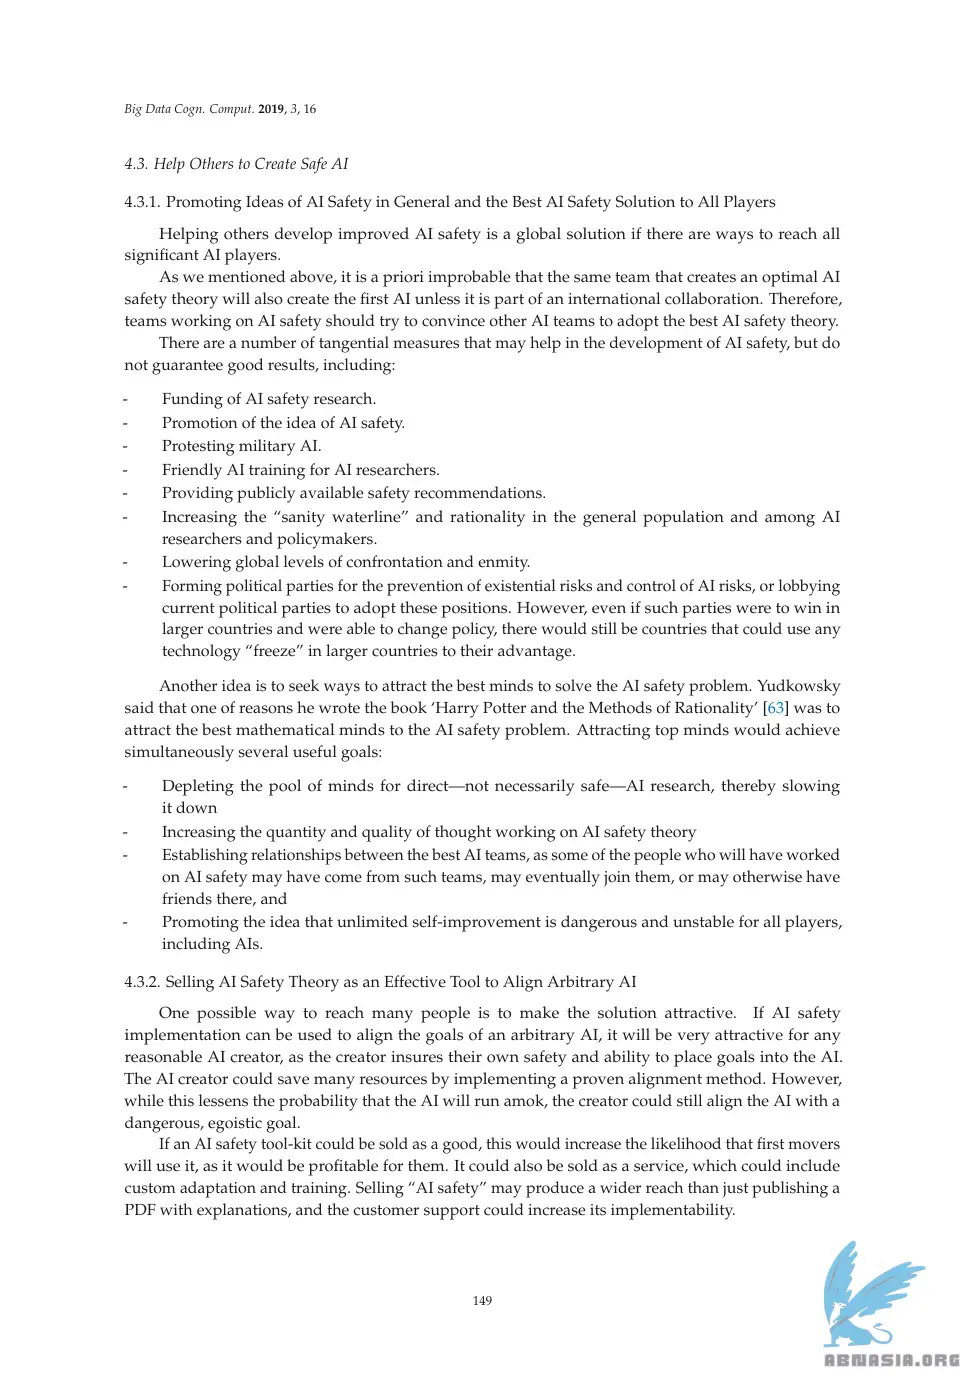 Big Data Cogn. Comput. 2019, 3, 16
4.3. Help Others to Create Safe AI
4.3.1. Promoting Ideas of AI Safety in General and the Best AI Safety Solution to All Players
Helping others develop improved AI safety is a global solution if there are ways to reach all
significant AI players.
As we mentioned above, it is a priori improbable that the same team that creates an optimal AI
safety theory will also create the first AI unless it is part of an international collaboration. Therefore,
teams working on AI safety should try to convince other AI teams to adopt the best AI safety theory.
There are a number of tangential measures that may help in the development of AI safety, but do
not guarantee good results, including:
- Funding of AI safety research.
- Promotion of the idea of AI safety.
- Protesting military AI.
- Friendly AI training for AI researchers.
- Providing publicly available safety recommendations.
- Increasing the “sanity waterline” and rationality in the general population and among AI
researchers and policymakers.
- Lowering global levels of confrontation and enmity.
- Forming political parties for the prevention of existential risks and control of AI risks, or lobbying
current political parties to adopt these positions. However, even if such parties were to win in
larger countries and were able to change policy, there would still be countries that could use any
technology “freeze” in larger countries to their advantage.
Another idea is to seek ways to attract the best minds to solve the AI safety problem. Yudkowsky
said that one of reasons he wrote the book ‘Harry Potter and the Methods of Rationality’ [63] was to
attract the best mathematical minds to the AI safety problem. Attracting top minds would achieve
simultaneously several useful goals:
- Depleting the pool of minds for direct—not necessarily safe—AI research, thereby slowing
it down
- Increasing the quantity and quality of thought working on AI safety theory
- Establishing relationships between the best AI teams, as some of the people who will have worked
on AI safety may have come from such teams, may eventually join them, or may otherwise have
friends there, and
- Promoting the idea that unlimited self-improvement is dangerous and unstable for all players,
including AIs.
4.3.2. Selling AI Safety Theory as an Effective Tool to Align Arbitrary AI
One possible way to reach many people is to make the solution attractive. If AI safety
implementation can be used to align the goals of an arbitrary AI, it will be very attractive for any
reasonable AI creator, as the creator insures their own safety and ability to place goals into the AI.
The AI creator could save many resources by implementing a proven alignment method. However,
while this lessens the probability that the AI will run amok, the creator could still align the AI with a
dangerous, egoistic goal.
If an AI safety tool-kit could be sold as a good, this would increase the likelihood that first movers
will use it, as it would be profitable for them. It could also be sold as a service, which could include
custom adaptation and training. Selling “AI safety” may produce a wider reach than just publishing a
PDF with explanations, and the customer support could increase its implementability.
149
ABNASIA.ORG